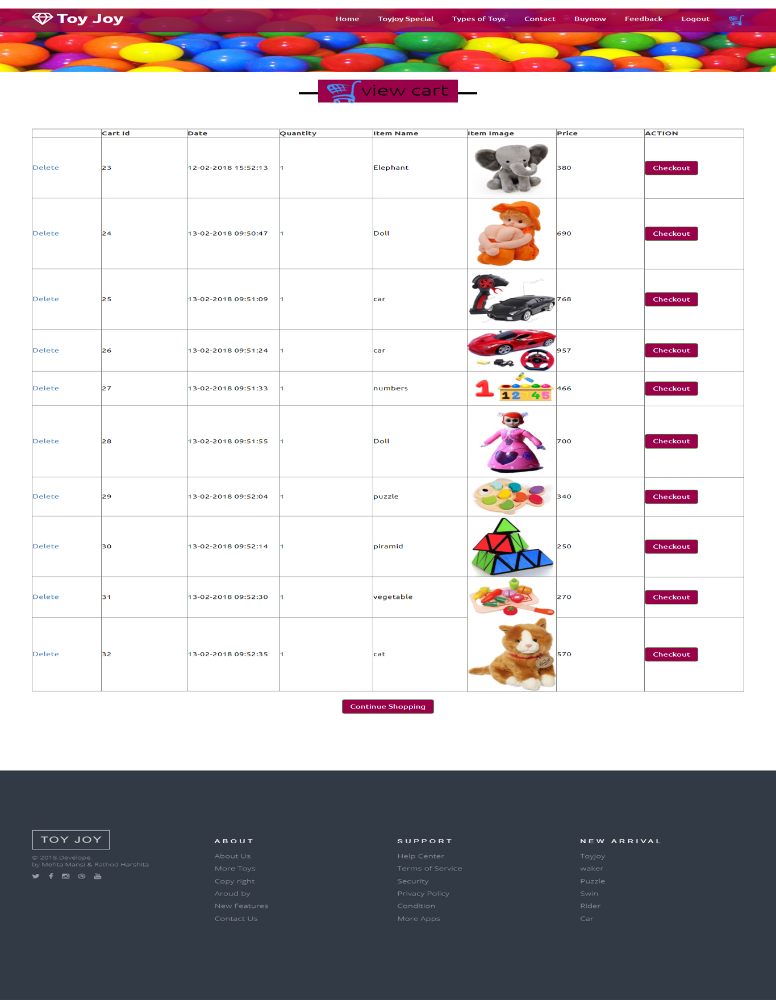 Toy Joy Home Toyjoy Special Types of Toys Contact Buynow Feedback Logout
view cart
Cart Id Date Quantity Item Name Item Image Price ACTION
Delete 23 12-02-2018 15:52:13 1 Elephant 380 Checkout
Delete 24 13-02-2018 09:50:47 1 Doll 690 Checkout
Delete 25 13-02-2018 09:51:09 1 car 768 Checkout
Delete 26 13-02-2018 09:51:24 1 car 957 Checkout
Delete 27 13-02-2018 09:51:33 1 numbers 1 1 2 3 4 5 466 Checkout
Delete 28 13-02-2018 09:51:55 1 Doll 700 Checkout
Delete 29 13-02-2018 09:52:04 1 puzzle 340 Checkout
Delete 30 13-02-2018 09:52:14 1 piramid 250 Checkout
Delete 31 13-02-2018 09:52:30 1 vegetable 270 Checkout
Delete 32 13-02-2018 09:52:35 1 cat 570 Checkout
Continue Shopping
TOY JOY
© 2018.Develope.
by Mehta Mansi & Rathod Harshita
ABOUT
About Us
More Toys
Copy right
Aroud by
New Features
Contact Us
SUPPORT
Help Center
Terms of Service
Security
Privacy Policy
Condition
More Apps
NEW ARRIVAL
ToyJoy
waker
Puzzle
Swin
Rider
Car